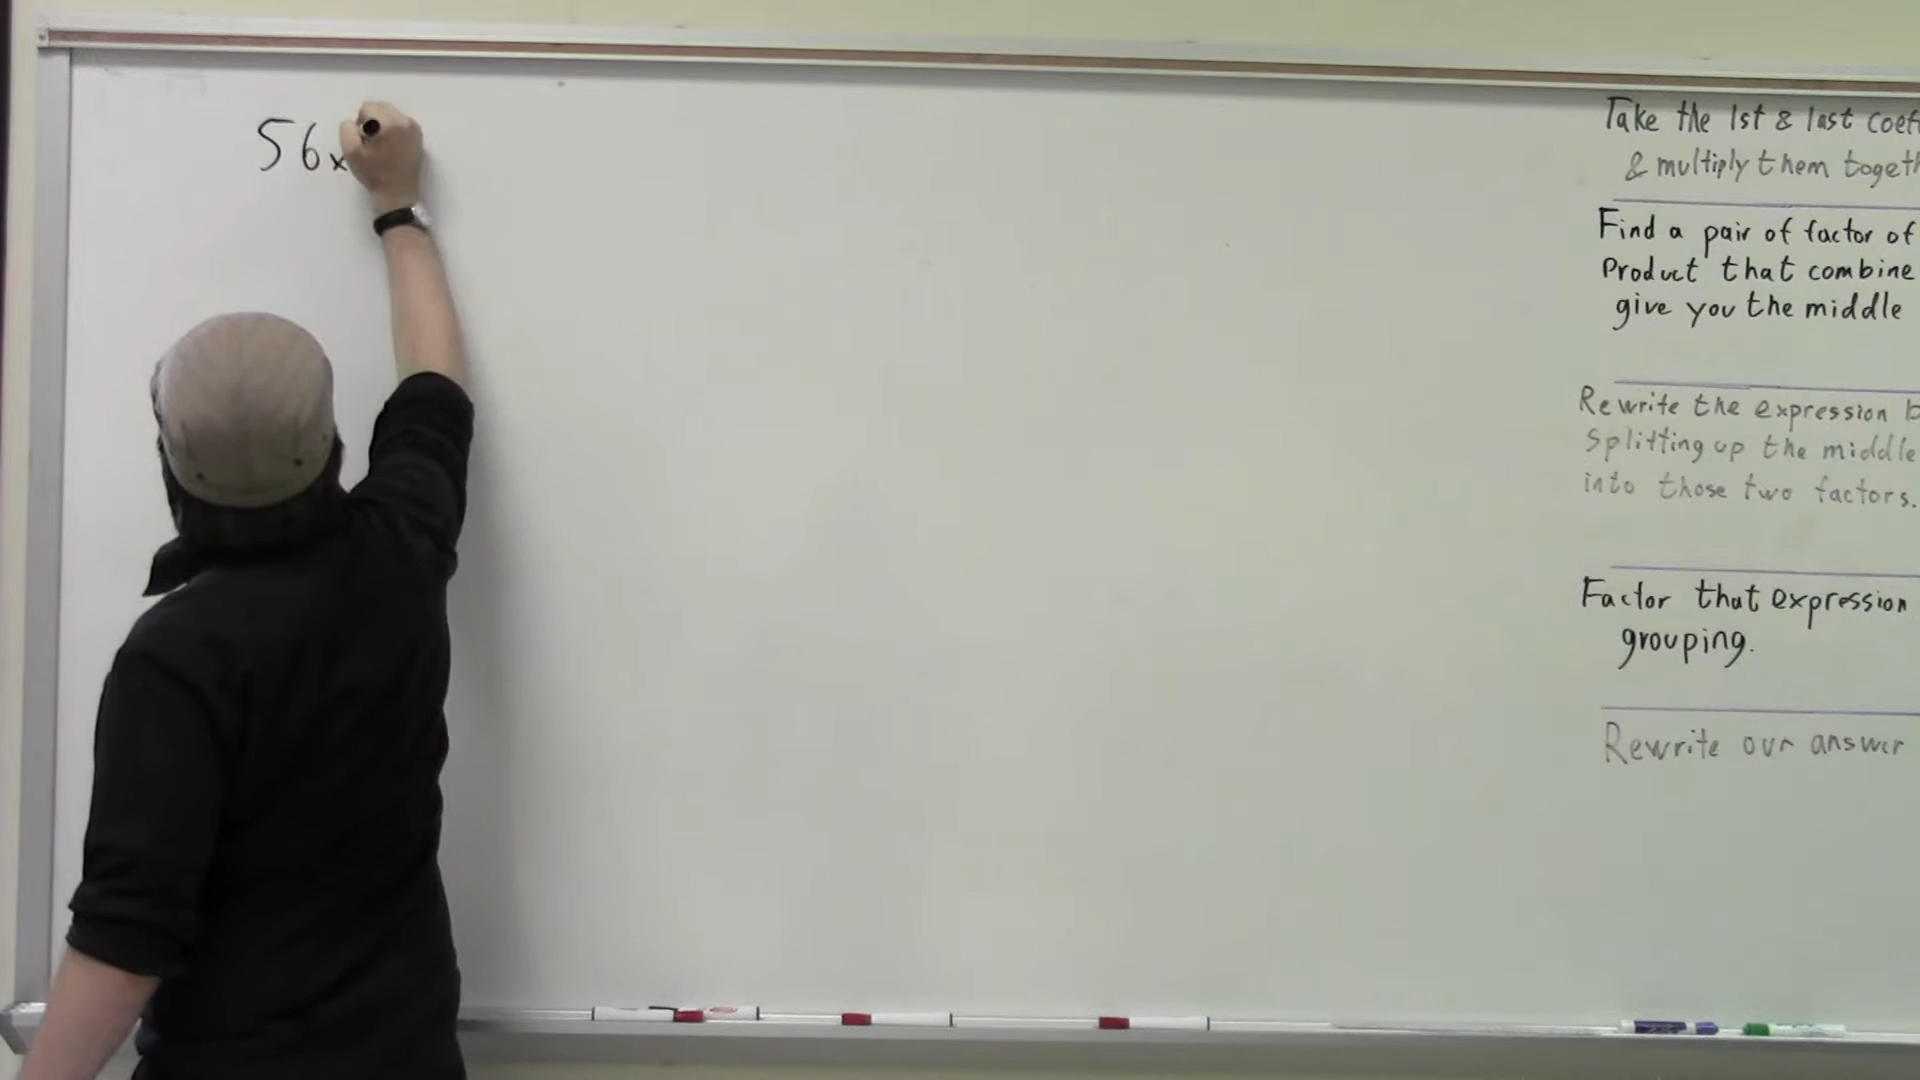 56x
Take the 1st & last coeff
& multiply them togeth
Find a pair of factor of
Product that combine
give you the middle
Rewrite the expression b
Splitting up the middle
into those two factors.
Factor that expression
grouping.
Rewrite our answer